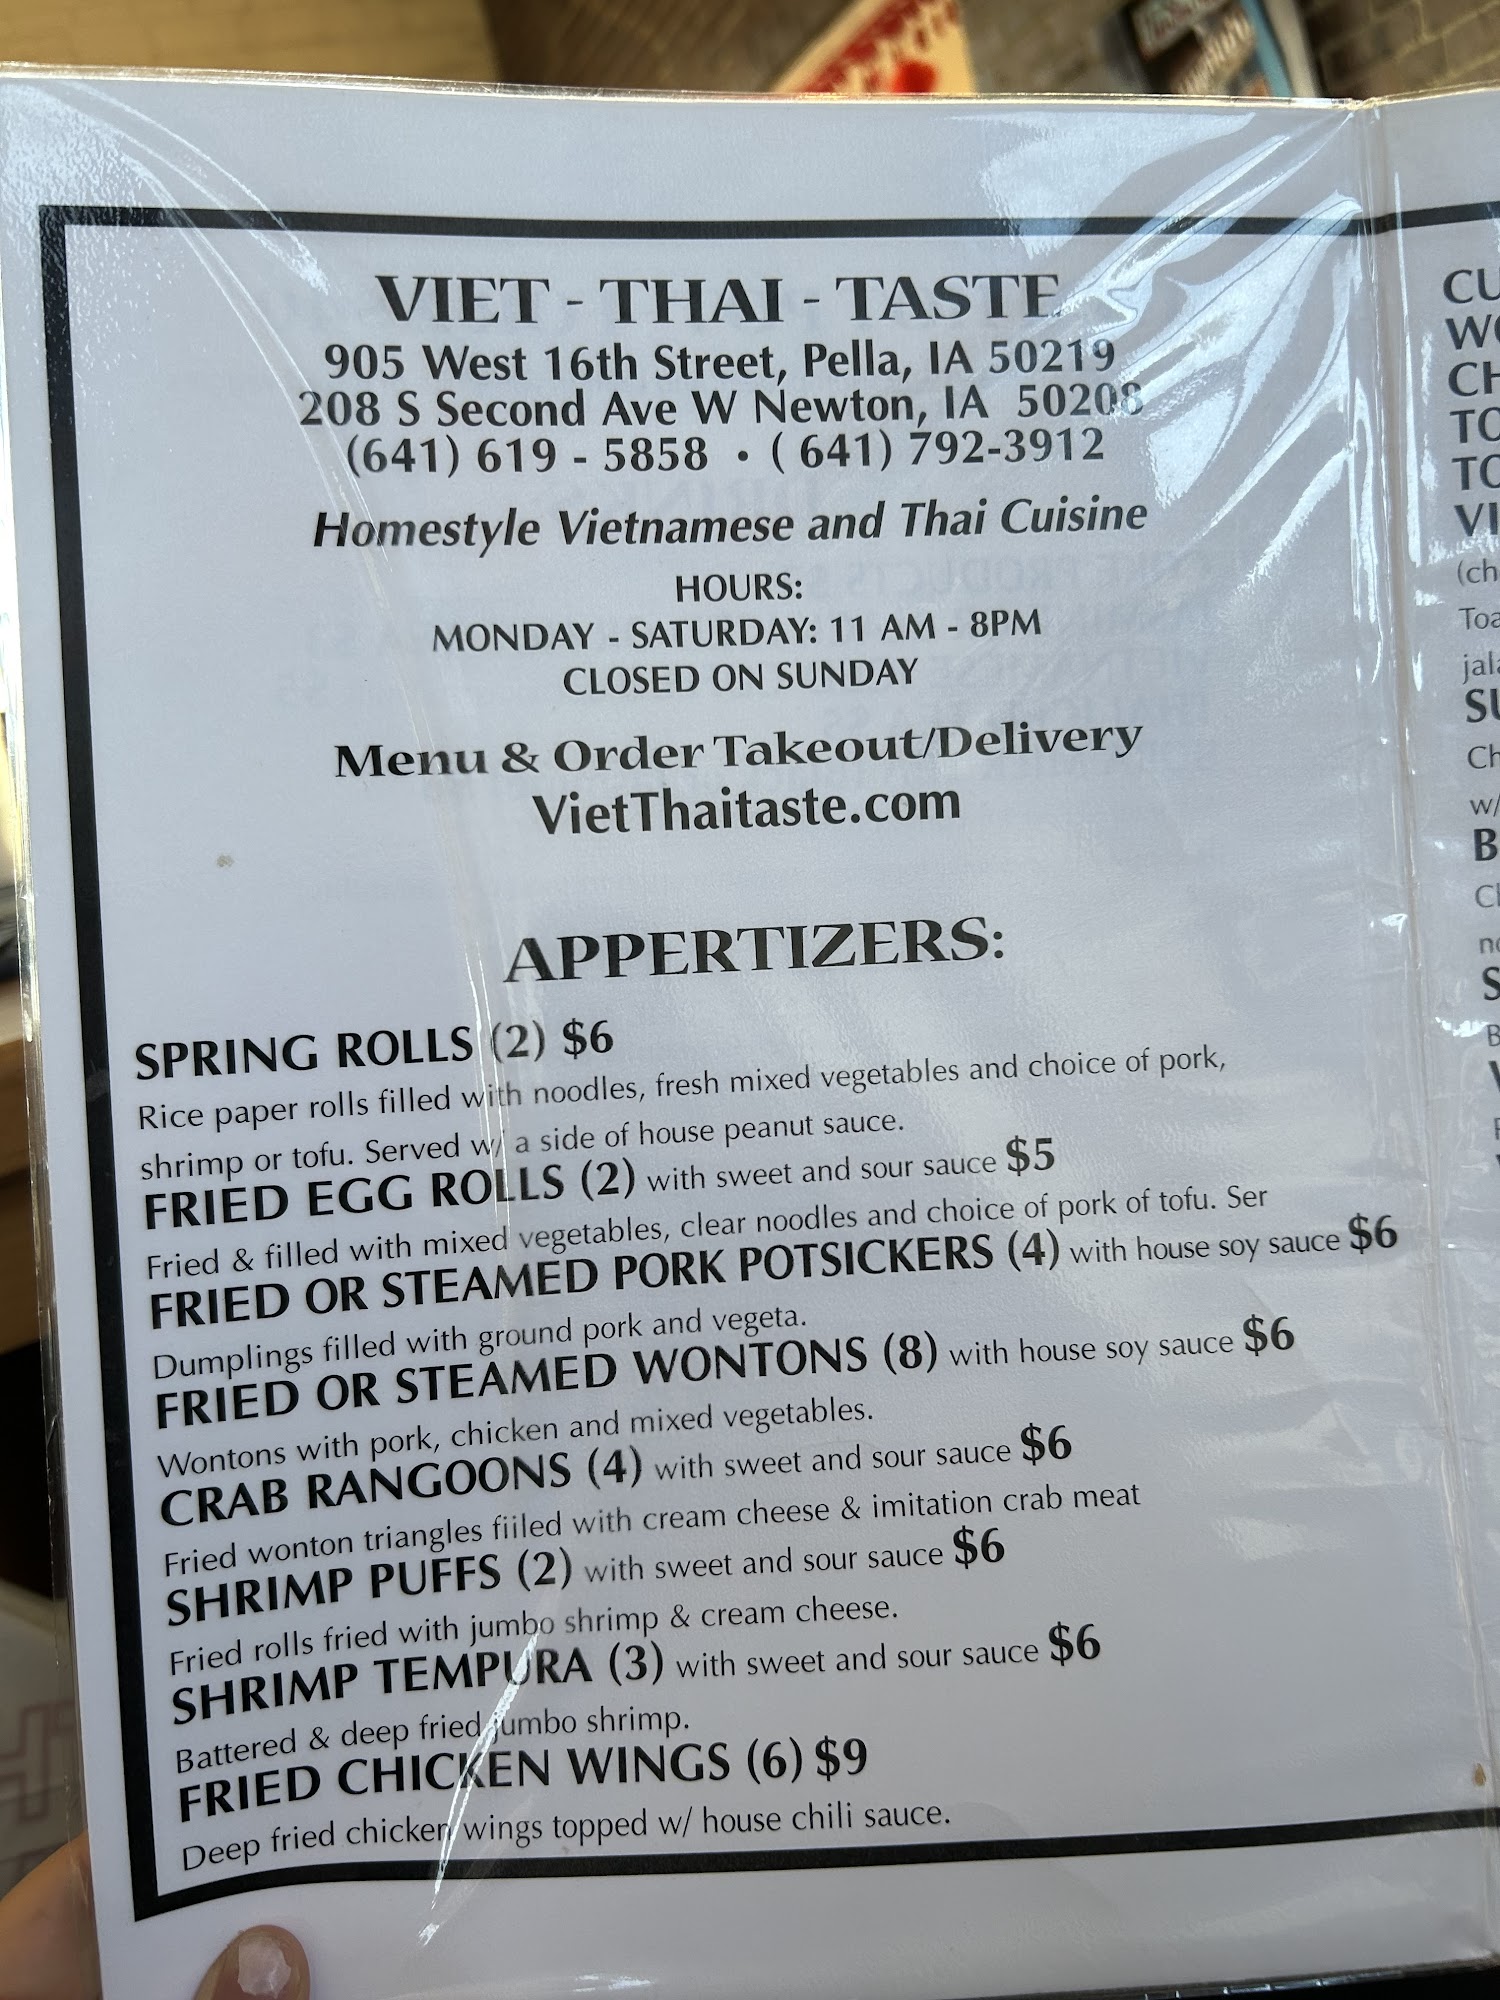 VIET - THAI - TASTE
905 West 16th Street, Pella, IA 50219
208 S Second Ave W Newton, IA 50208
(641) 619 - 5858 • ( 641) 792-3912
Homestyle Vietnamese and Thai Cuisine
HOURS:
MONDAY - SATURDAY: 11 AM - 8PM
CLOSED ON SUNDAY
Menu & Order Takeout/Delivery
VietThaitaste.com
APPERTIZERS:
SPRING ROLLS (2) $6
Rice paper rolls filled with noodles, fresh mixed vegetables and choice of pork,
shrimp or tofu. Served w/ a side of house peanut sauce.
FRIED EGG ROLLS (2) with sweet and sour sauce $5
Fried & filled with mixed vegetables, clear noodles and choice of pork of tofu. Ser
FRIED OR STEAMED PORK POTSICKERS (4) with house soy sauce $6
Dumplings filled with ground pork and vegeta.
FRIED OR STEAMED WONTONS (8) with house soy sauce $6
Wontons with pork, chicken and mixed vegetables.
CRAB RANGOONS (4) with sweet and sour sauce $6
Fried wonton triangles fiiled with cream cheese & imitation crab meat
SHRIMP PUFFS (2) with sweet and sour sauce $6
Fried rolls fried with jumbo shrimp & cream cheese.
SHRIMP TEMPURA (3) with sweet and sour sauce $6
Battered & deep fried jumbo shrimp.
FRIED CHICKEN WINGS (6) $9
Deep fried chicken wings topped w/ house chili sauce.